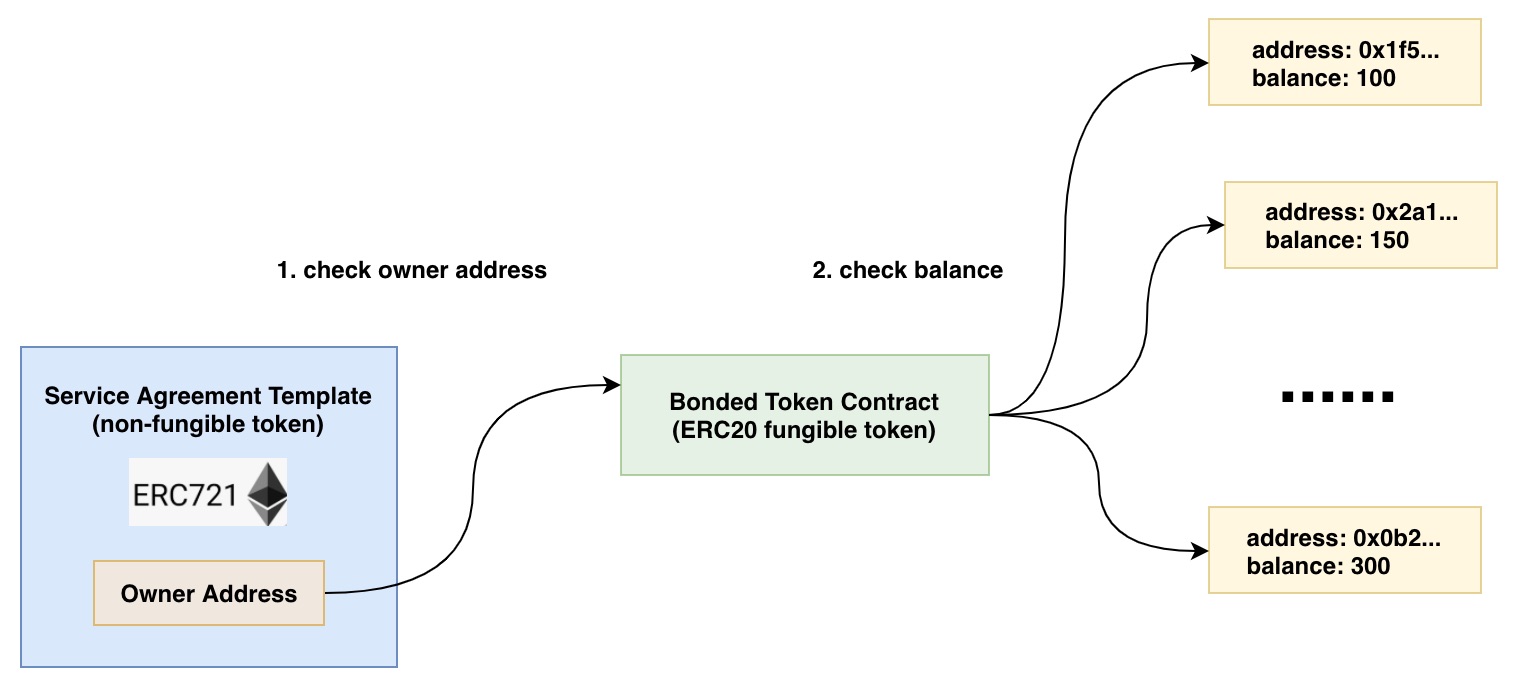 address: 0x1f5...
balance: 100
address: 0x2a1...
balance: 150
1. check owner address
2. check balance
Service Agreement Template
(non-fungible token)
ERC721
Owner Address
Bonded Token Contract
(ERC20 fungible token)
......
address: 0x0b2...
balance: 300